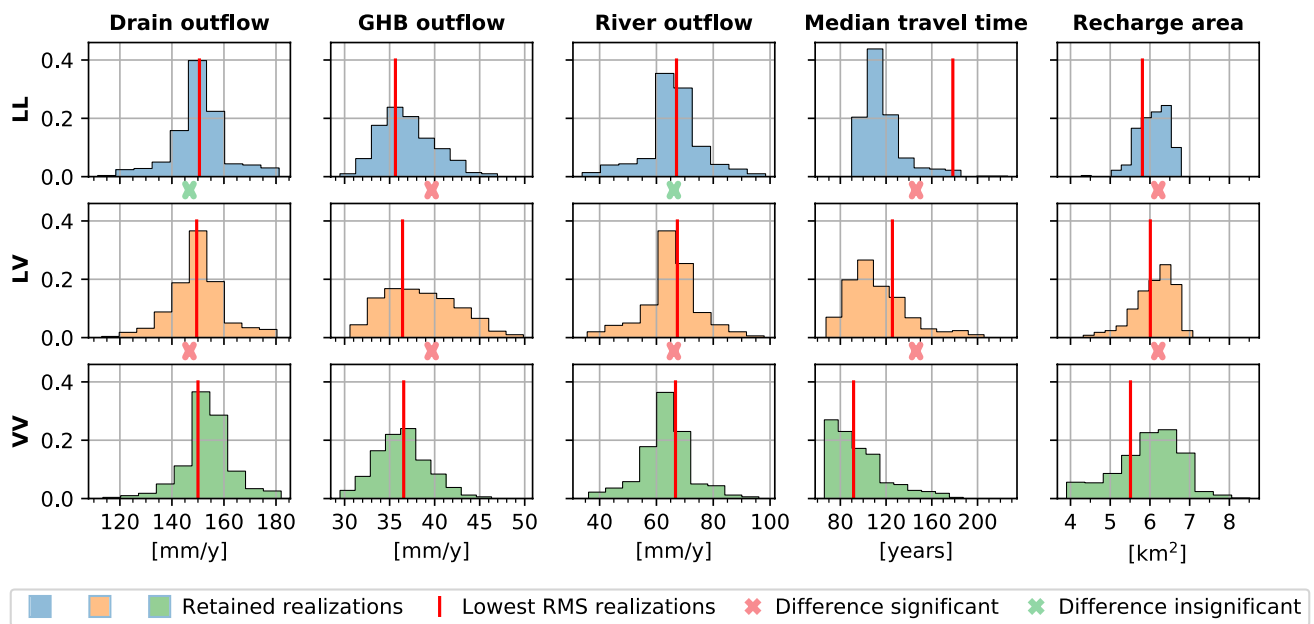 Drain outflow GHB outflow River outflow Median travel time Recharge area
LL
0.4
0.2
0.0
LV
0.4
0.2
0.0
VV
0.4
0.2
0.0
120 150 180 30 35 40 45 50 40 60 80 100 80 120 160 200 4 5 6 7 8
[mm/y] [mm/y] [mm/y] [years] [km²]
Retained realizations Lowest RMS realizations Difference significant Difference insignificant